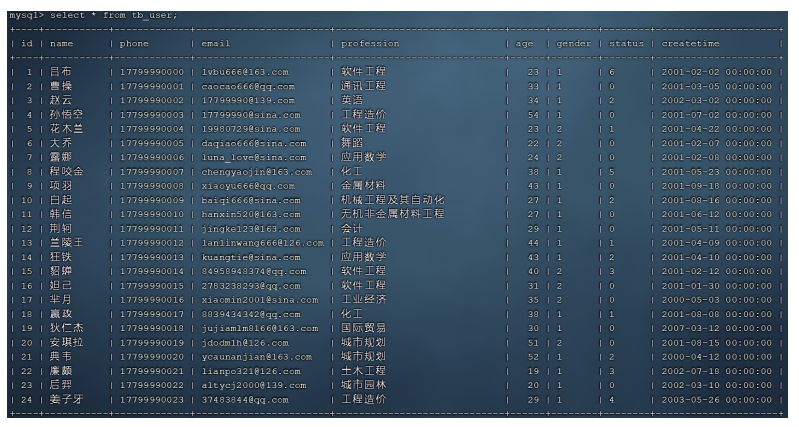 mysql> select * from tb_user;
| id | name | phone | email | profession | age | gender | status | createtime |
| 1 | 吕布 | 17799990000 | lvbu666@163.com | 软件工程 | 23 | 1 | 6 | 2001-02-02 00:00:00 |
| 2 | 曹操 | 17799990001 | caocao666@qq.com | 通讯工程 | 33 | 1 | 0 | 2001-03-05 00:00:00 |
| 3 | 赵云 | 17799990002 | 17799990@139.com | 英语 | 34 | 1 | 2 | 2002-03-02 00:00:00 |
| 4 | 孙悟空 | 17799990003 | 17799990@sina.com | 工程造价 | 54 | 1 | 0 | 2001-07-02 00:00:00 |
| 5 | 花木兰 | 17799990004 | 19980729@sina.com | 软件工程 | 23 | 2 | 1 | 2001-04-22 00:00:00 |
| 6 | 大乔 | 17799990005 | daqiao666@sina.com | 舞蹈 | 22 | 2 | 0 | 2001-02-07 00:00:00 |
| 7 | 露娜 | 17799990006 | luna_love@sina.com | 应用数学 | 24 | 2 | 0 | 2001-02-08 00:00:00 |
| 8 | 程咬金 | 17799990007 | chengyaojin@163.com | 化工 | 38 | 1 | 5 | 2001-05-23 00:00:00 |
| 9 | 项羽 | 17799990008 | xiaoyu666@qq.com | 金属材料 | 43 | 1 | 0 | 2001-09-18 00:00:00 |
| 10 | 白起 | 17799990009 | baiqi666@sina.com | 机械工程及其自动化 | 27 | 1 | 2 | 2001-08-16 00:00:00 |
| 11 | 韩信 | 17799990010 | hanxin520@163.com | 无机非金属材料工程 | 27 | 1 | 0 | 2001-06-12 00:00:00 |
| 12 | 荆轲 | 17799990011 | jingke123@163.com | 会计 | 29 | 1 | 0 | 2001-05-11 00:00:00 |
| 13 | 兰陵王 | 17799990012 | lanlinwang666@126.com | 工程造价 | 44 | 1 | 1 | 2001-04-09 00:00:00 |
| 14 | 狂铁 | 17799990013 | kuangtie@sina.com | 应用数学 | 43 | 1 | 2 | 2001-04-10 00:00:00 |
| 15 | 貂蝉 | 17799990014 | 84958948374@qq.com | 软件工程 | 40 | 2 | 3 | 2001-02-12 00:00:00 |
| 16 | 妲己 | 17799990015 | 2783238293@qq.com | 软件工程 | 31 | 2 | 0 | 2001-01-30 00:00:00 |
| 17 | 芈月 | 17799990016 | xiaomin2001@sina.com | 工业经济 | 35 | 2 | 0 | 2000-05-03 00:00:00 |
| 18 | 嬴政 | 17799990017 | 8839434342@qq.com | 化工 | 38 | 1 | 1 | 2001-08-08 00:00:00 |
| 19 | 狄仁杰 | 17799990018 | jujiamlm8166@163.com | 国际贸易 | 30 | 1 | 0 | 2007-03-12 00:00:00 |
| 20 | 安琪拉 | 17799990019 | jdodm1h@126.com | 城市规划 | 51 | 2 | 0 | 2001-08-15 00:00:00 |
| 21 | 典韦 | 17799990020 | ycaunanjian@163.com | 城市规划 | 52 | 1 | 2 | 2000-04-12 00:00:00 |
| 22 | 廉颇 | 17799990021 | lianpo321@126.com | 土木工程 | 19 | 1 | 3 | 2002-07-18 00:00:00 |
| 23 | 后羿 | 17799990022 | altycj2000@139.com | 城市园林 | 20 | 1 | 0 | 2002-03-10 00:00:00 |
| 24 | 姜子牙 | 17799990023 | 37483844@qq.com | 工程造价 | 29 | 1 | 4 | 2003-05-26 00:00:00 |